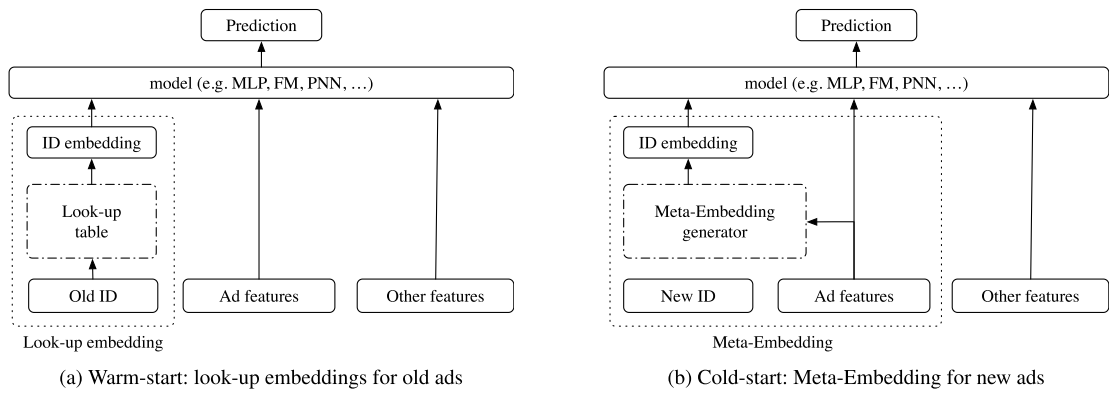 Prediction
model (e.g. MLP, FM, PNN, …)
ID embedding
Look-up
table
Old ID
Ad features
Other features
Look-up embedding
(a) Warm-start: look-up embeddings for old ads
Prediction
model (e.g. MLP, FM, PNN, …)
ID embedding
Meta-Embedding
generator
New ID
Ad features
Other features
Meta-Embedding
(b) Cold-start: Meta-Embedding for new ads